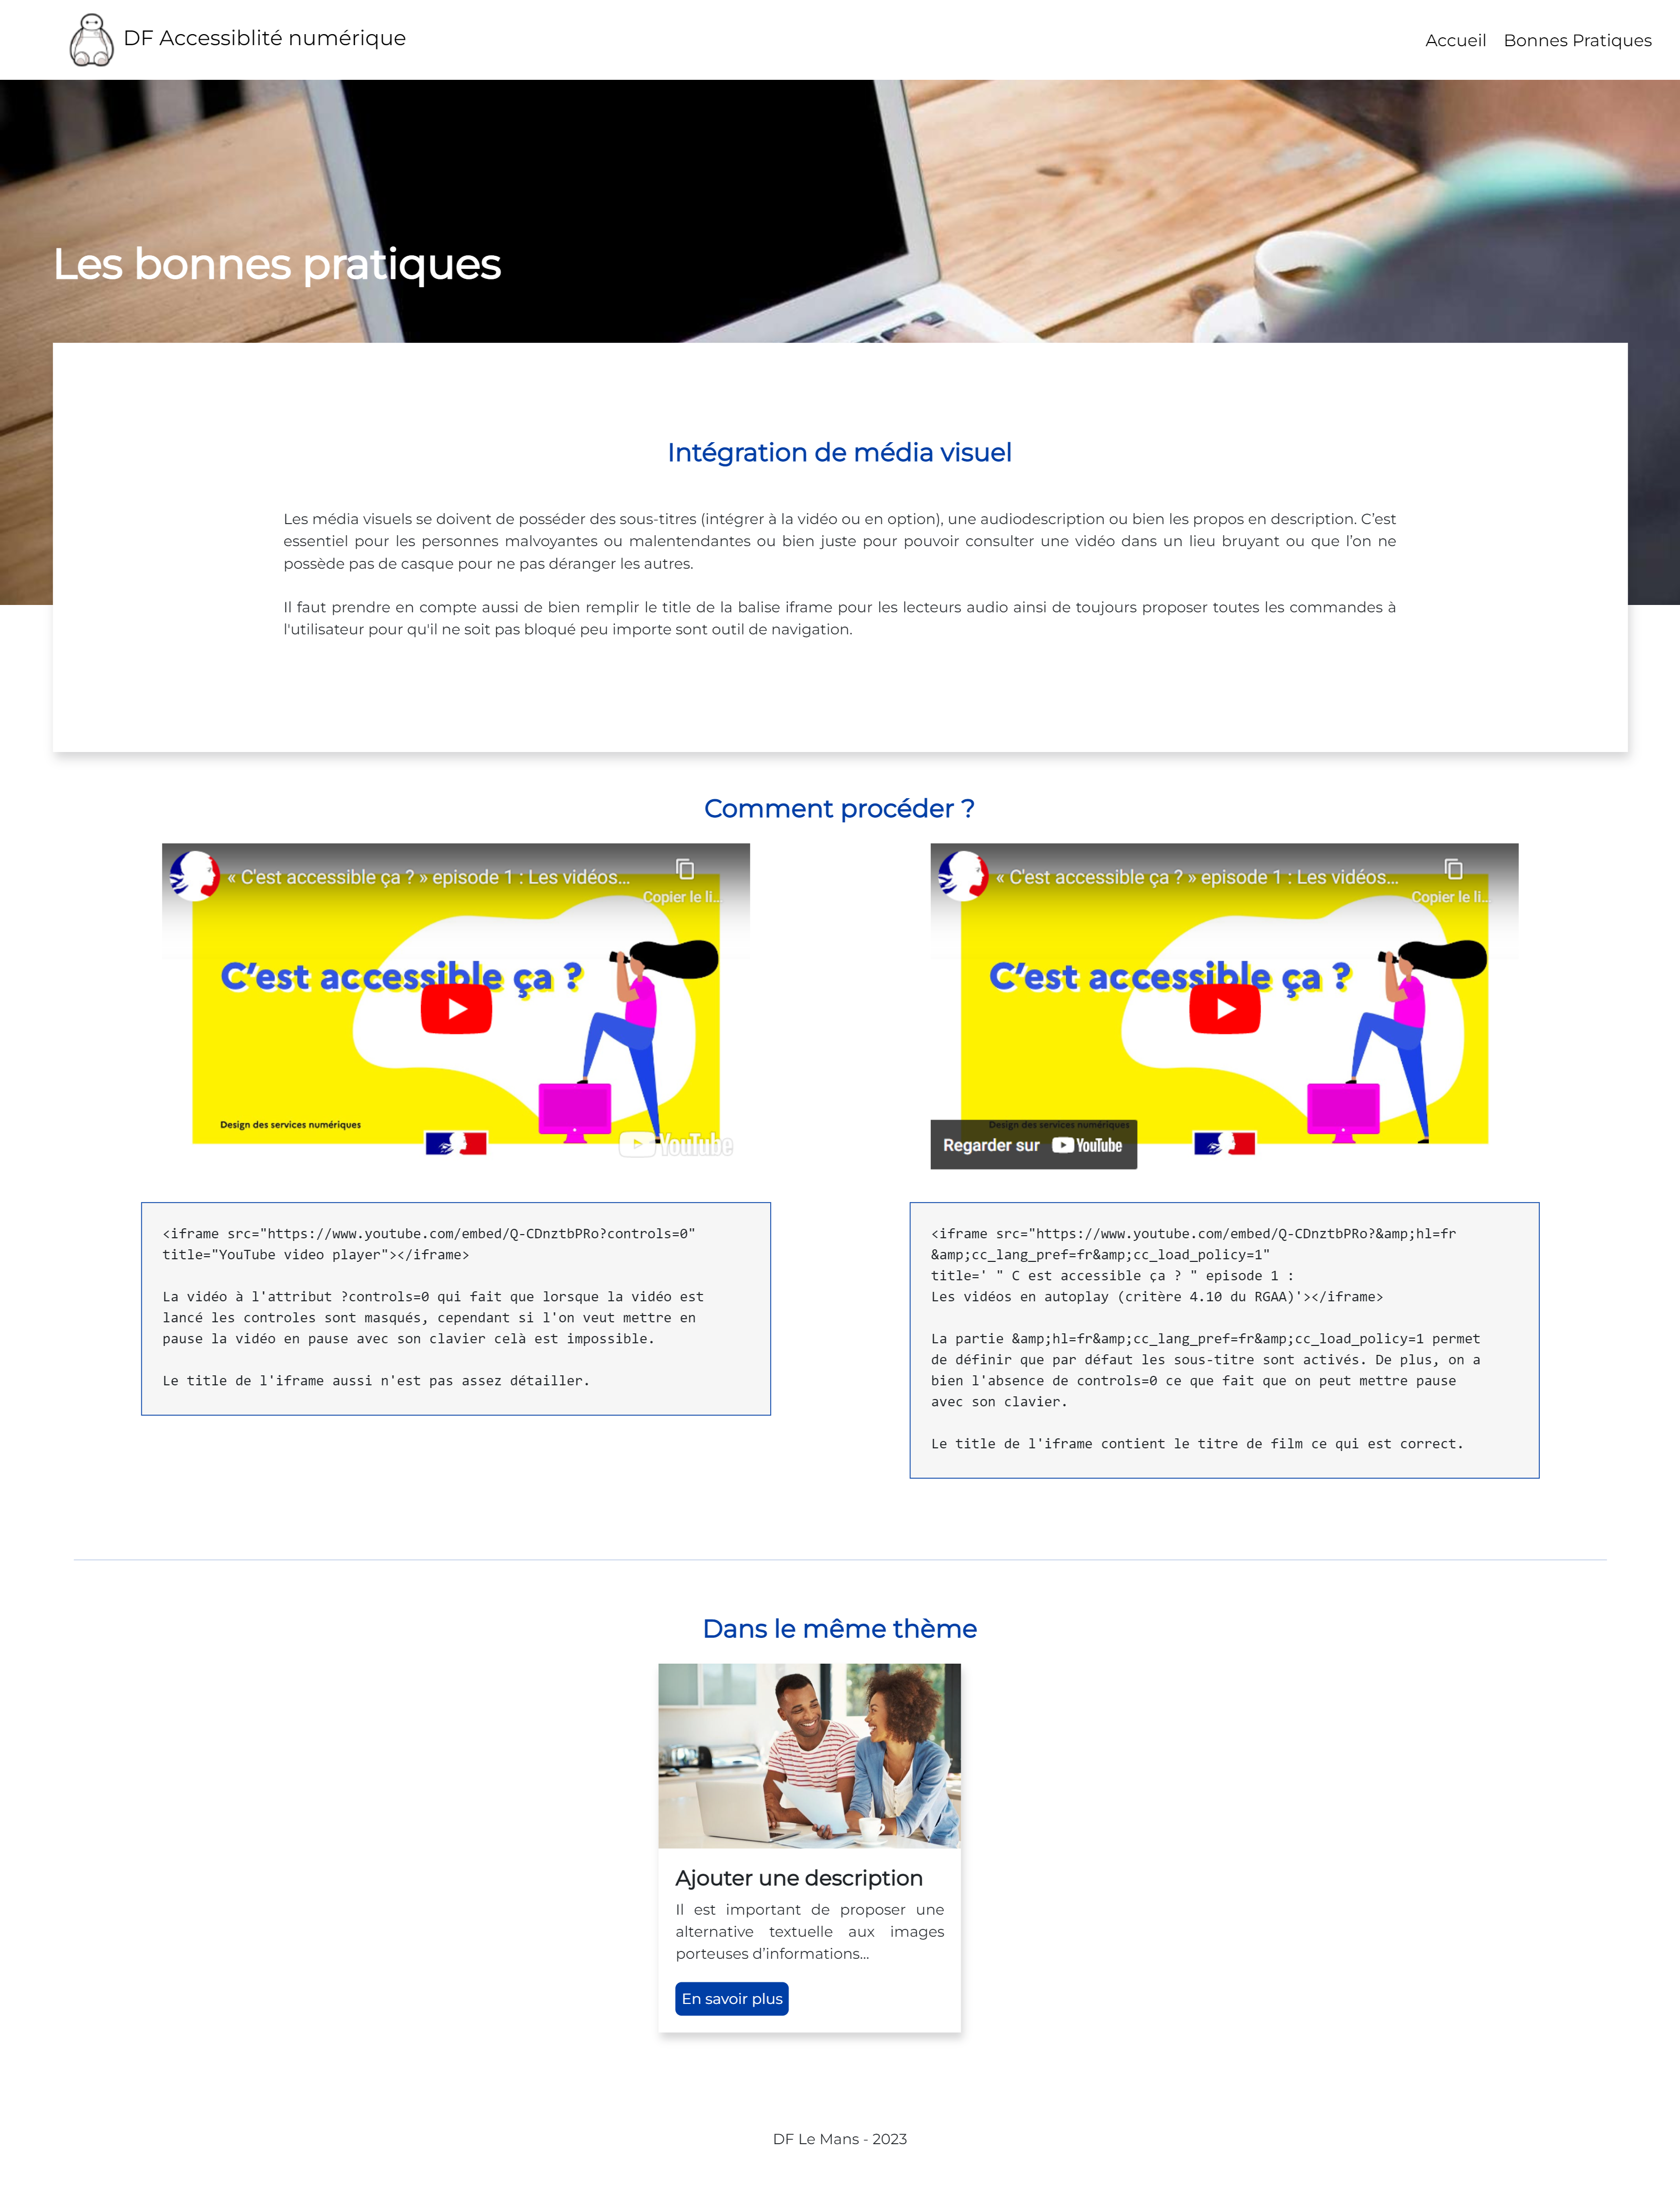 DF Accessiblité numérique
Accueil Bonnes Pratiques
Les bonnes pratiques
Intégration de média visuel
Les média visuels se doivent de posséder des sous-titres (intégrer à la vidéo ou en option), une audiodescription ou bien les propos en description. C’est
essentiel pour les personnes malvoyantes ou malentendantes ou bien juste pour pouvoir consulter une vidéo dans un lieu bruyant ou que l’on ne
possède pas de casque pour ne pas déranger les autres.
Il faut prendre en compte aussi de bien remplir le title de la balise iframe pour les lecteurs audio ainsi de toujours proposer toutes les commandes à
l'utilisateur pour qu'il ne soit pas bloqué peu importe sont outil de navigation.
Comment procéder ?
« C'est accessible ça ? » episode 1 : Les vidéos...
Copier le li...
C’est accessible ça ?
Design des services numériques
YouTube
<iframe src="https://www.youtube.com/embed/Q-CDnztbPRo?controls=0"
title="YouTube video player"></iframe>
La vidéo à l'attribut ?controls=0 qui fait que lorsque la vidéo est
lancé les controles sont masqués, cependant si l'on veut mettre en
pause la vidéo en pause avec son clavier celà est impossible.
Le title de l'iframe aussi n'est pas assez détailler.
« C'est accessible ça ? » episode 1 : Les vidéos...
Copier le li...
C’est accessible ça ?
Design des services numériques
Regarder sur YouTube
<iframe src="https://www.youtube.com/embed/Q-CDnztbPRo?&amp;hl=fr
&amp;cc_lang_pref=fr&amp;cc_load_policy=1"
title=' " C est accessible ça ? " episode 1 :
Les vidéos en autoplay (critère 4.10 du RGAA)'></iframe>
La partie &amp;hl=fr&amp;cc_lang_pref=fr&amp;cc_load_policy=1 permet
de définir que par défaut les sous-titre sont activés. De plus, on a
bien l'absence de controls=0 ce que fait que on peut mettre pause
avec son clavier.
Le title de l'iframe contient le titre de film ce qui est correct.
Dans le même thème
Ajouter une description
Il est important de proposer une
alternative textuelle aux images
porteuses d’informations...
En savoir plus
DF Le Mans - 2023